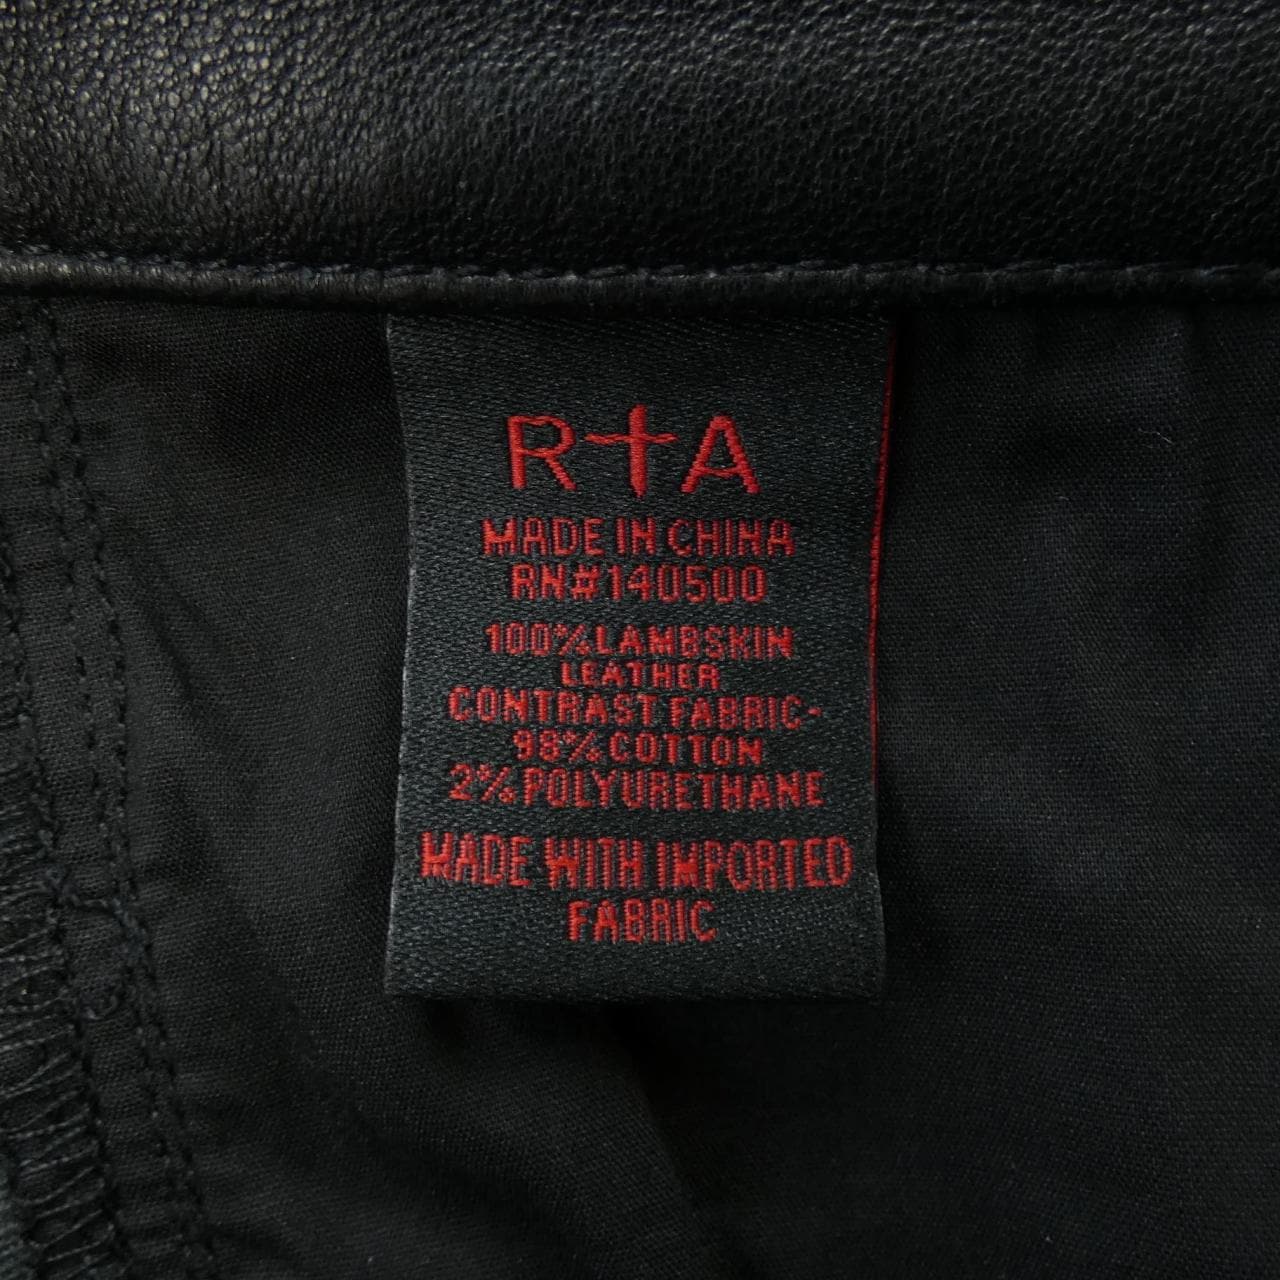 R†A
MADE IN CHINA
RN#140500
100%LAMBSKIN
LEATHER
CONTRAST FABRIC-
98%COTTON
2%POLYURETHANE
MADE WITH IMPORTED
FABRIC